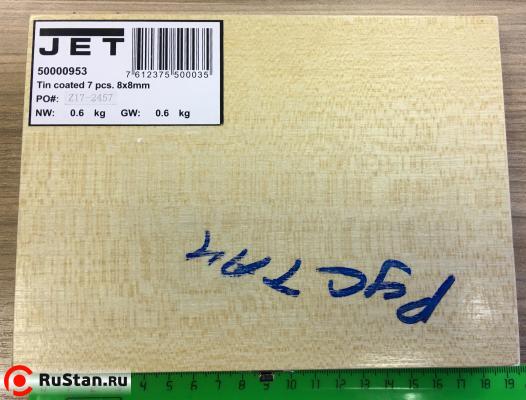 JET
50000953
7 612375 500035
Tin coated 7 pcs. 8x8mm
PO#: Z17-2457
NW: 0.6 kg GW: 0.6 kg
РУСТАН
RuStan.ru
4 5 6 7 8 9 10 11 12 13 14 15 16 17 18 19